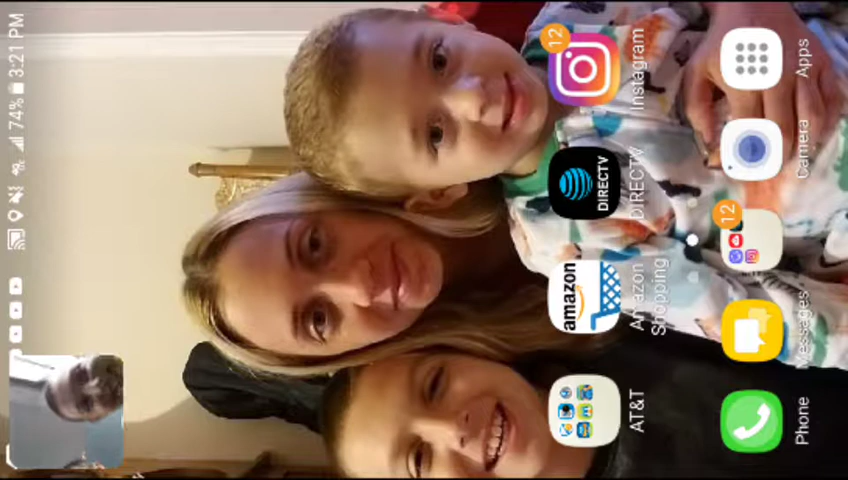 74% 3:21 PM
AT&T
amazon
Amazon
Shopping
DIRECTV
DIRECTV
12
Instagram
Phone
Messages
12
Camera
Apps